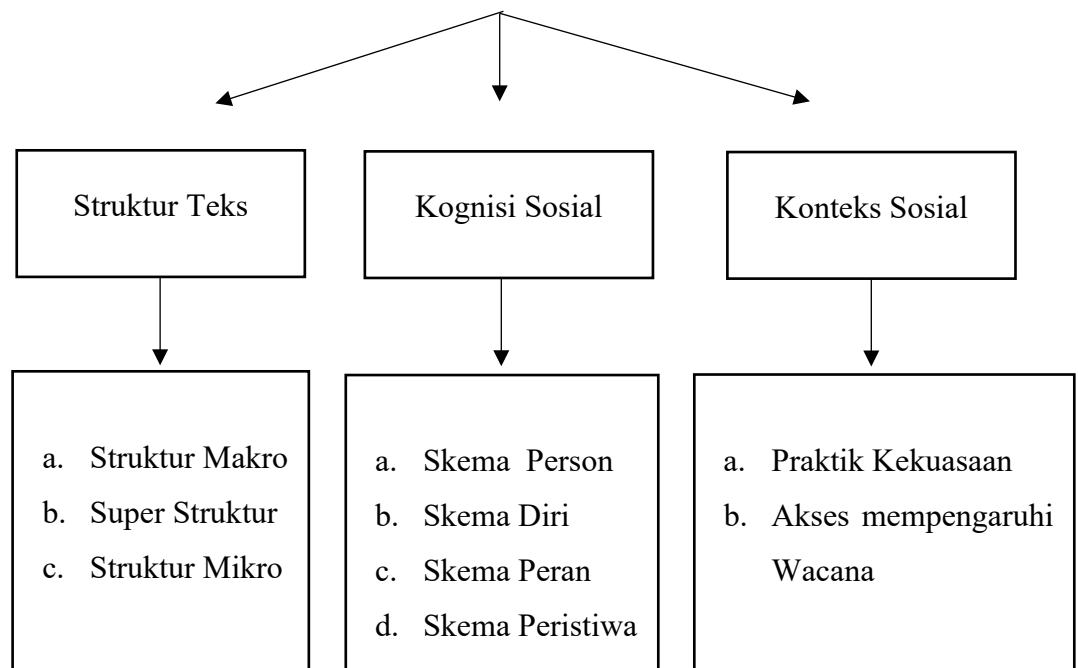 Struktur Teks
Kognisi Sosial
Konteks Sosial
a. Struktur Makro
b. Super Struktur
c. Struktur Mikro
a. Skema Person
b. Skema Diri
c. Skema Peran
d. Skema Peristiwa
a. Praktik Kekuasaan
b. Akses mempengaruhi
Wacana